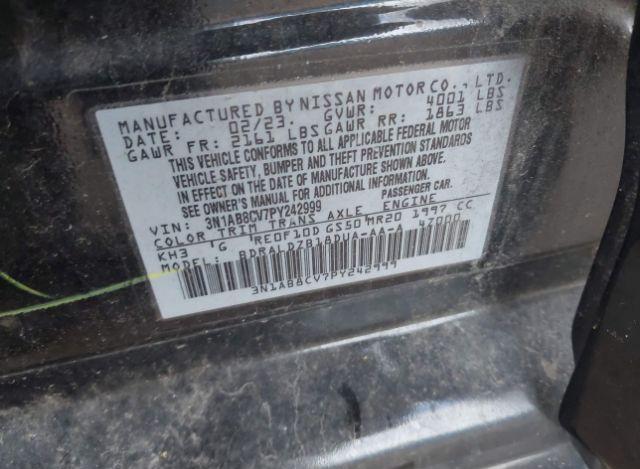 MANUFACTURED BY NISSAN MOTOR CO., LTD.
DATE: 02/23. GVWR: 4001 LBS
GAWR FR: 2161 LBS GAWR RR: 1863 LBS
THIS VEHICLE CONFORMS TO ALL APPLICABLE FEDERAL MOTOR
VEHICLE SAFETY, BUMPER AND THEFT PREVENTION STANDARDS
IN EFFECT ON THE DATE OF MANUFACTURE SHOWN ABOVE.
SEE OWNER'S MANUAL FOR ADDITIONAL INFORMATION.
VIN: 3N1AB8CV7PY242999 PASSENGER CAR.
COLOR TRIM TRANS AXLE ENGINE
KH3 'G 'RE0F10D GS50 MR20 1997 CC
MODEL: BDRALDZB18DUA-AA-A 47000
3N1AB8CV7PY242999